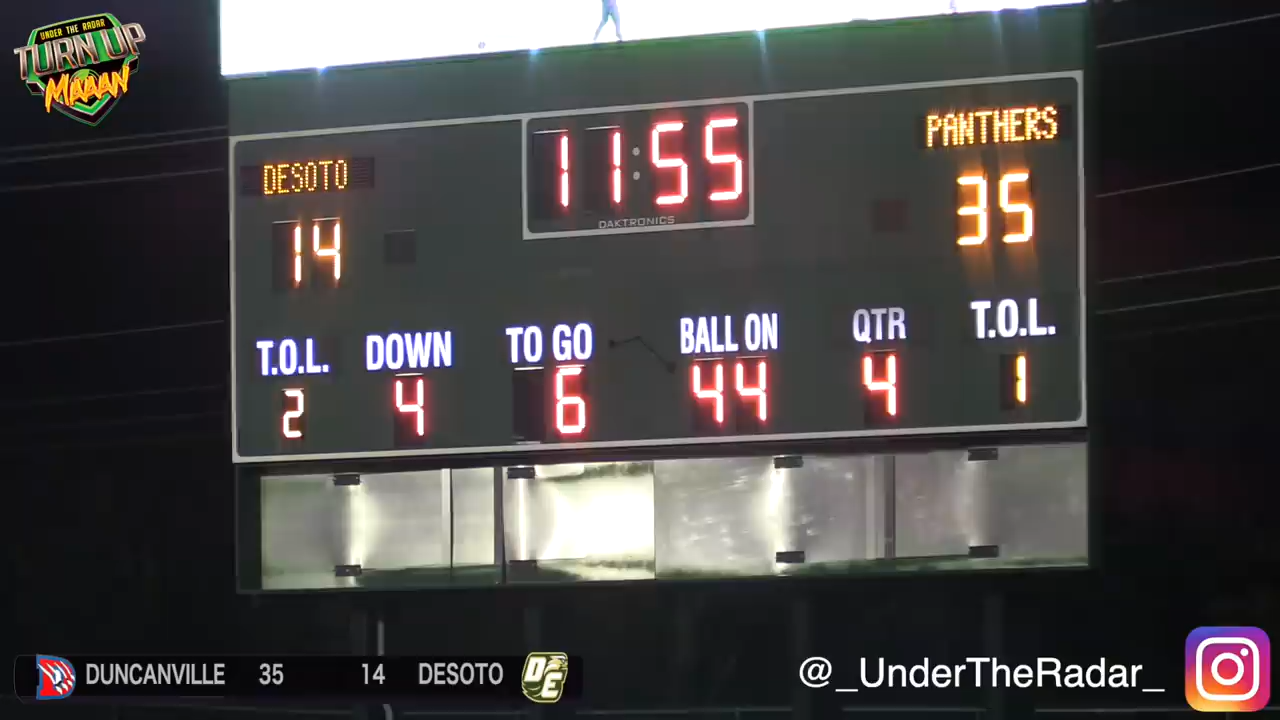 UNDER THE RADAR
TURN UP
MAAAN
DESOTO
11:55
PANTHERS
14
DAKTRONICS
35
T.O.L. DOWN TO GO BALL ON QTR T.O.L.
2 4 6 44 4 1
DUNCANVILLE 35 14 DESOTO DE
@_UnderTheRadar_